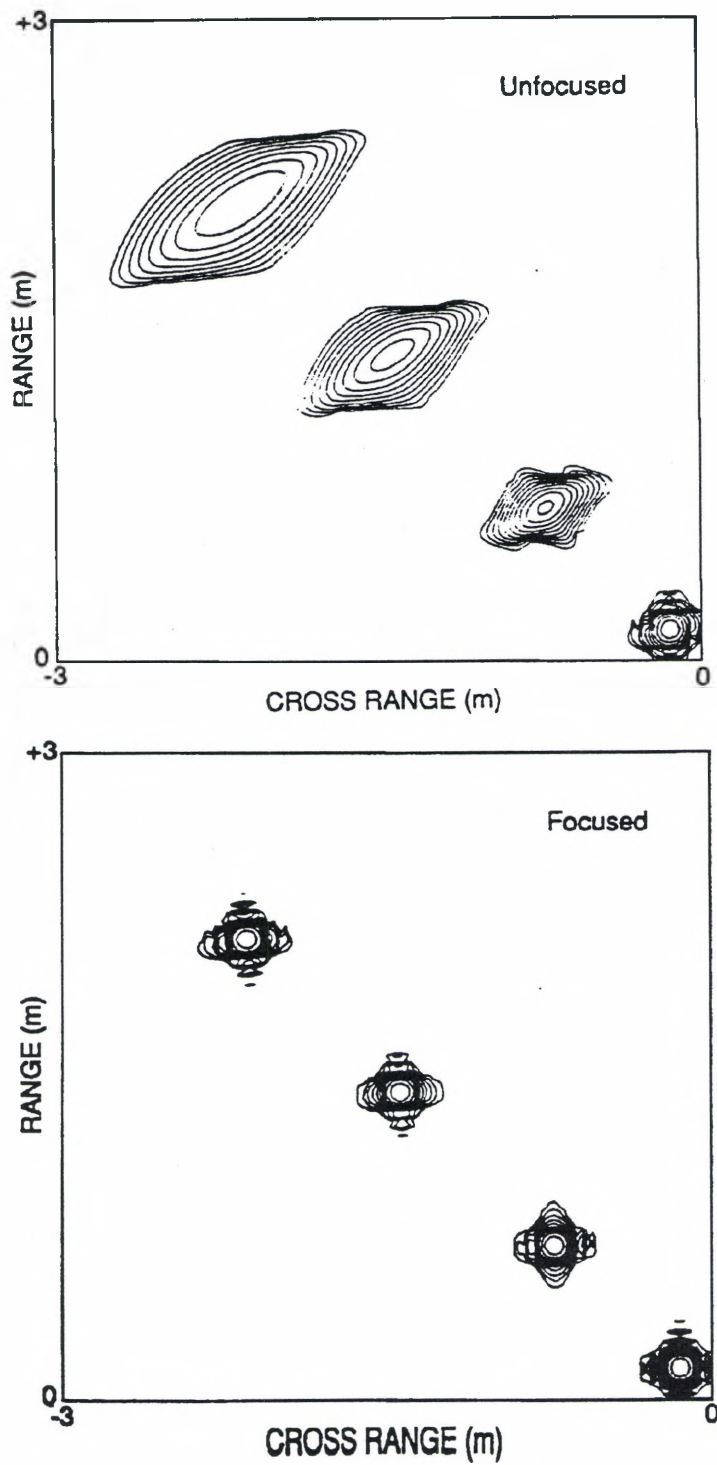 +3
Unfocused
RANGE (m)
0
-3
0
CROSS RANGE (m)
+3
Focused
RANGE (m)
0
-3
0
CROSS RANGE (m)